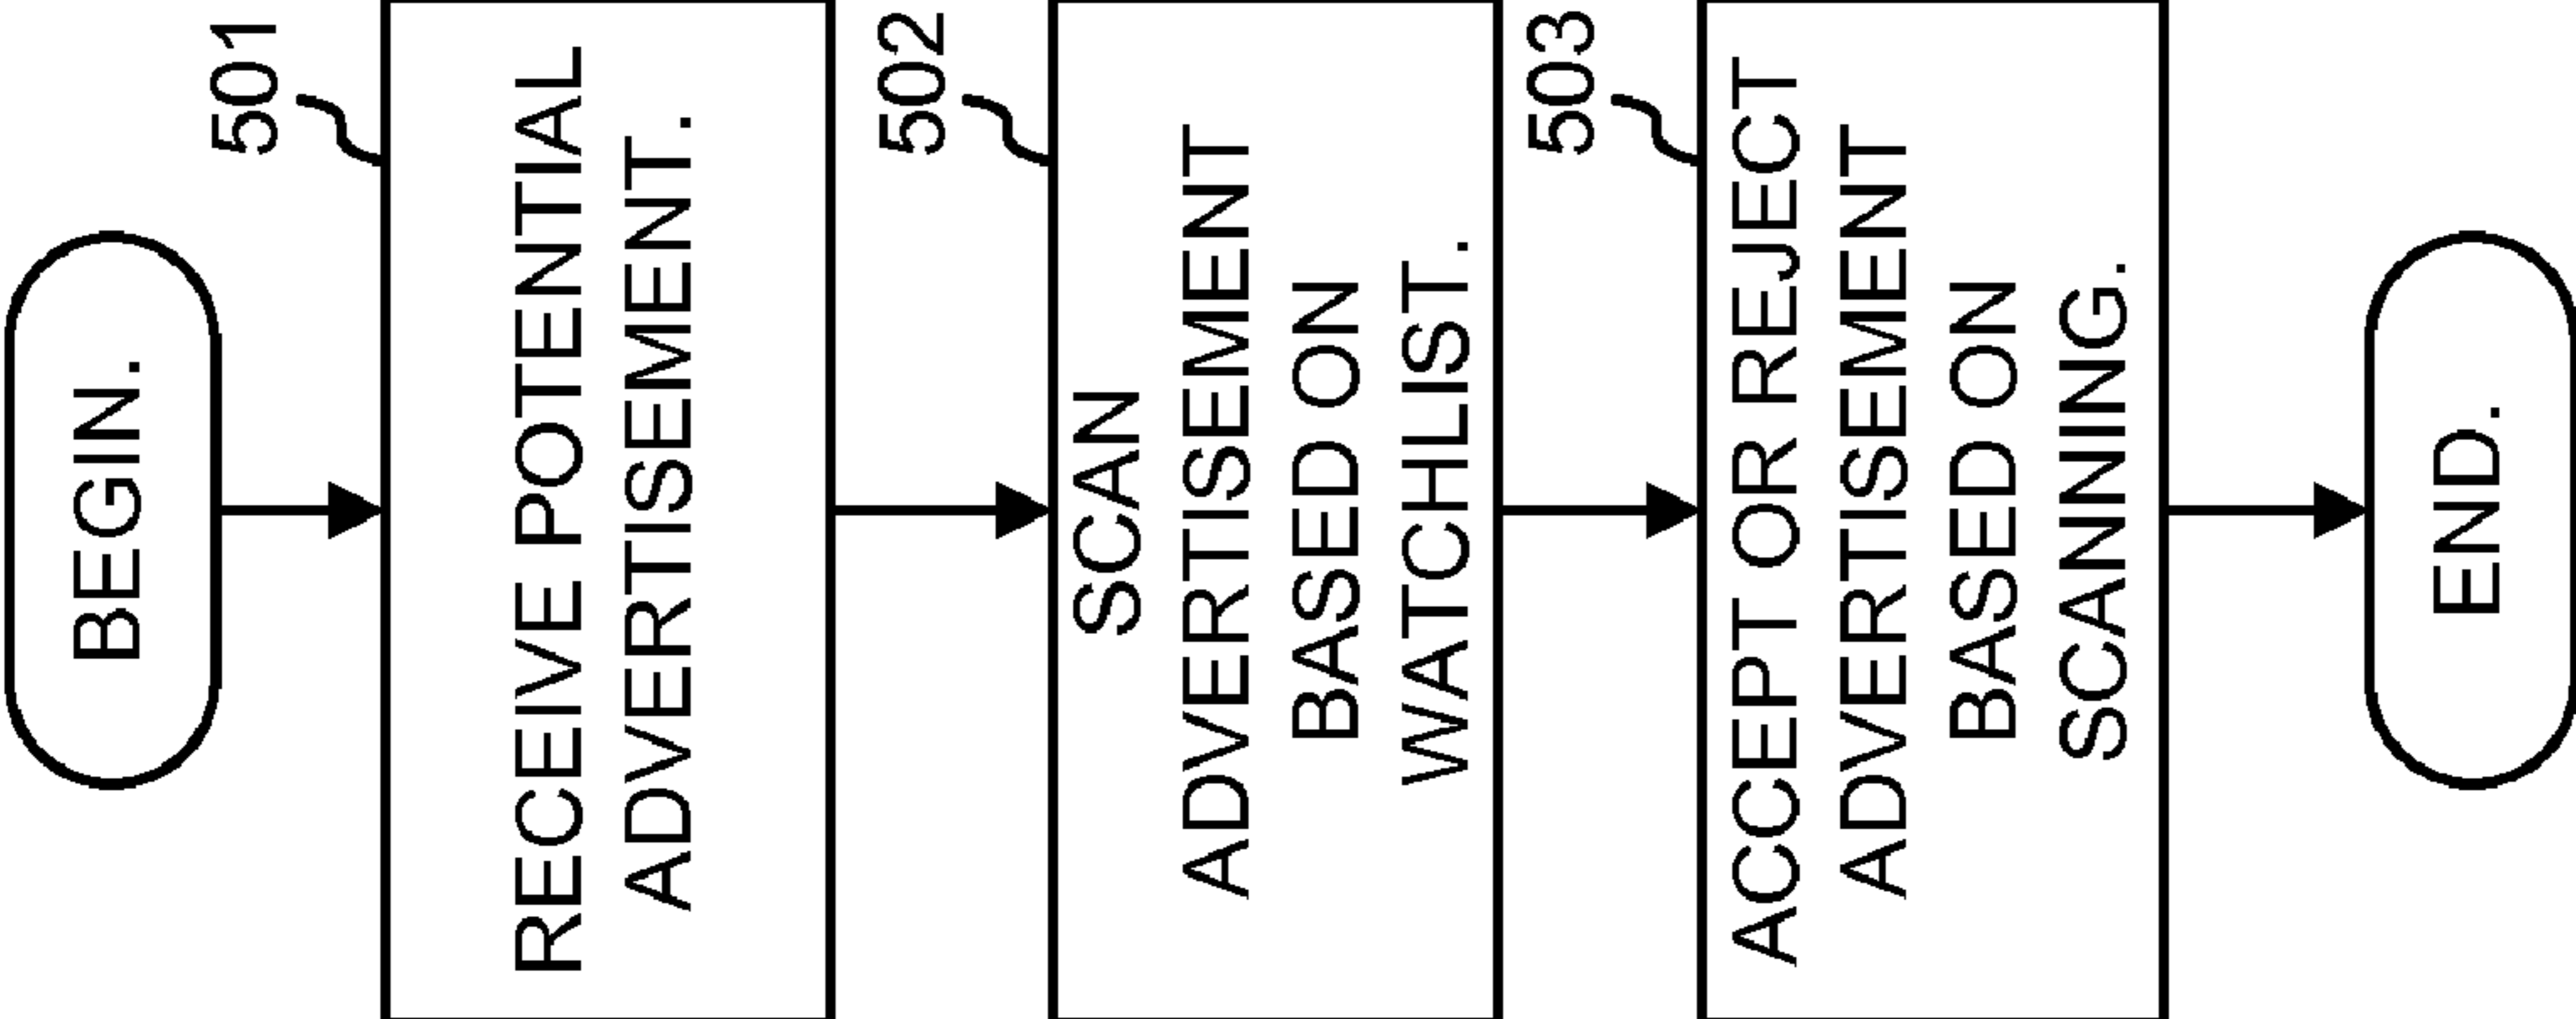 BEGIN.
501
RECEIVE POTENTIAL
ADVERTISEMENT.
502
SCAN
ADVERTISEMENT
BASED ON
WATCHLIST.
503
ACCEPT OR REJECT
ADVERTISEMENT
BASED ON
SCANNING.
END.